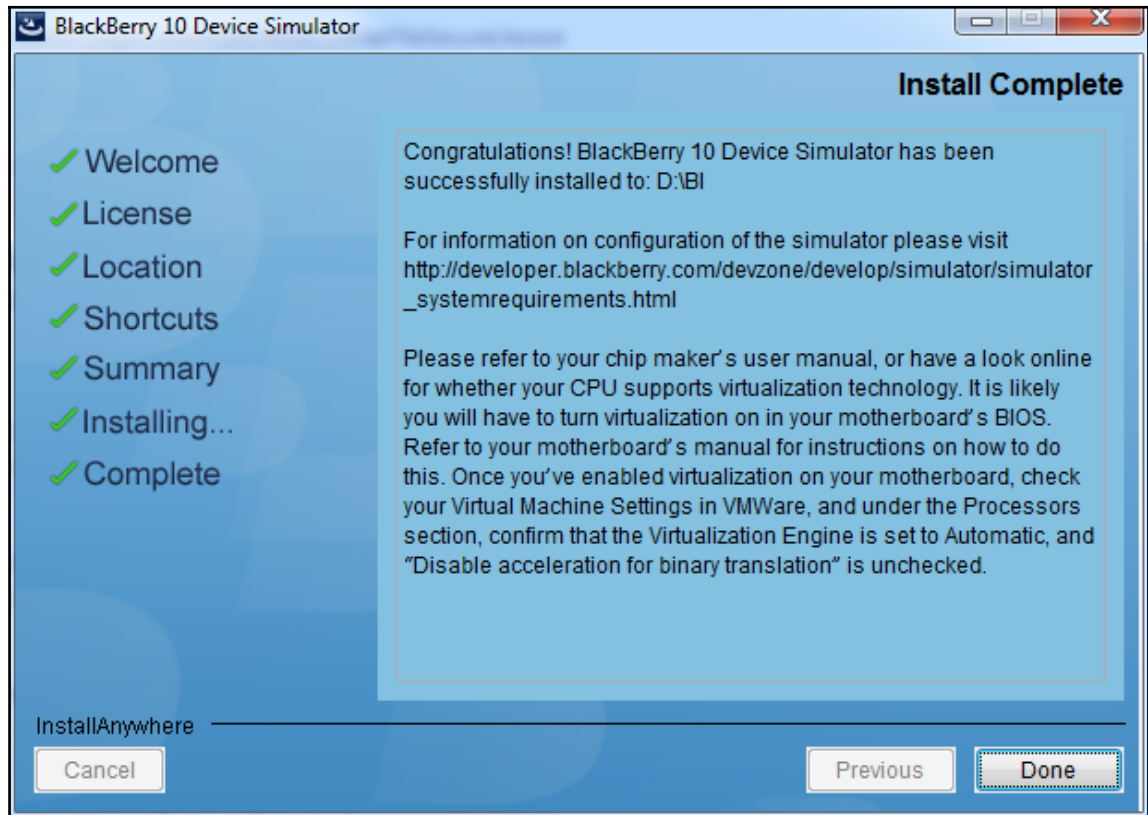 BlackBerry 10 Device Simulator
Install Complete
Welcome
License
Location
Shortcuts
Summary
Installing...
Complete
Congratulations! BlackBerry 10 Device Simulator has been
successfully installed to: D:\BI
For information on configuration of the simulator please visit
http://developer.blackberry.com/devzone/develop/simulator/simulator
_systemrequirements.html
Please refer to your chip maker's user manual, or have a look online
for whether your CPU supports virtualization technology. It is likely
you will have to turn virtualization on in your motherboard's BIOS.
Refer to your motherboard's manual for instructions on how to do
this. Once you've enabled virtualization on your motherboard, check
your Virtual Machine Settings in VMWare, and under the Processors
section, confirm that the Virtualization Engine is set to Automatic, and
"Disable acceleration for binary translation" is unchecked.
InstallAnywhere
Cancel
Previous
Done